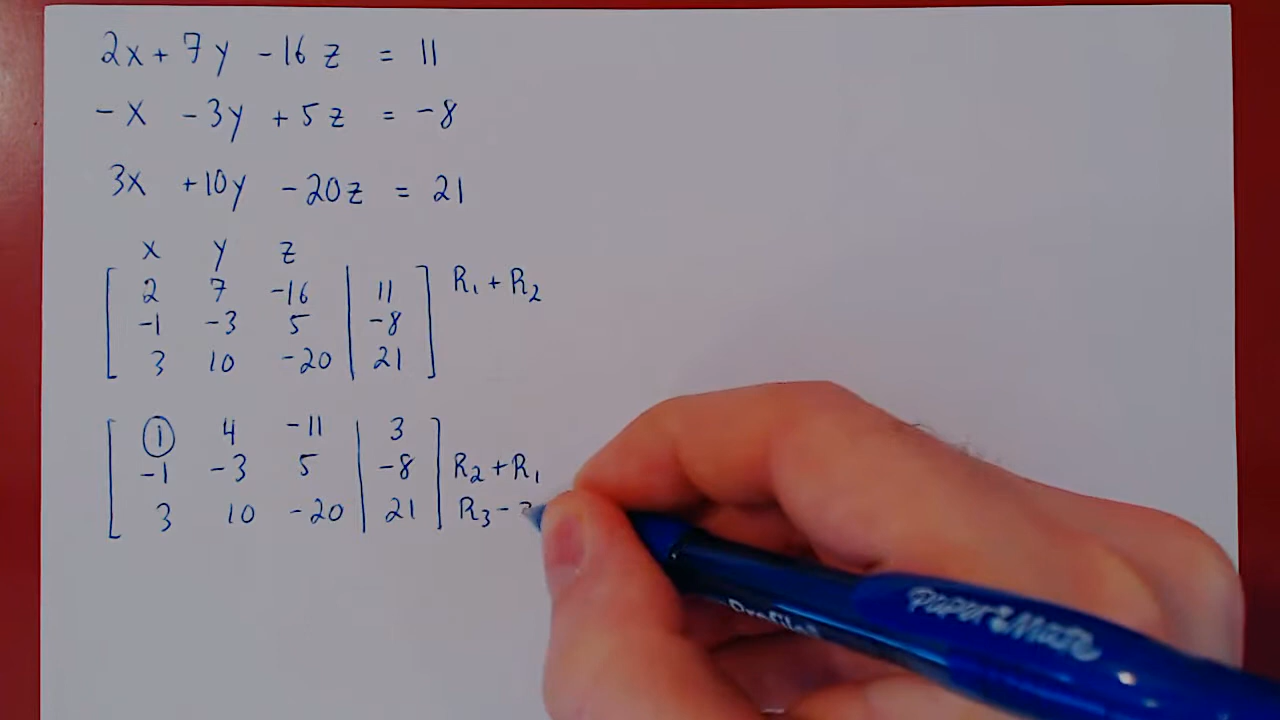 2x + 7y - 16z = 11
-x - 3y + 5z = -8
3x + 10y - 20z = 21
x y z
2 7 -16 | 11 R₁ + R₂
-1 -3 5 | -8
3 10 -20 | 21
1 4 -11 | 3
-1 -3 5 | -8 R₂ + R₁
3 10 -20 | 21 R₃ -
Paper Mate
Profile